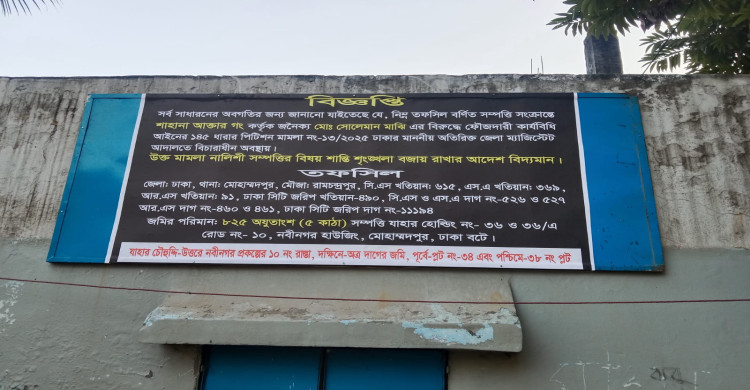 বিজ্ঞপ্তি
সর্ব সাধারনের অবগতির জন্য জানানো যাইতেছে যে, নিম্ন তফসিল বর্ণিত সম্পত্তি সংক্রান্তে
শাহানা আক্তার গং কর্তৃক জনৈক্য মোঃ সোলেমান মাঝি এর বিরুদ্ধে ফৌজদারী কার্যবিধি
আইনের ১৪৫ ধারার পিটিশন মামলা নং-১৩/২০২৫ ঢাকার মাননীয় অতিরিক্ত জেলা ম্যাজিস্টেট
আদালতে বিচারাধীন অবস্থায়।
উক্ত মামলা নালিশী সম্পত্তির বিষয় শান্তি শৃংঙ্খলা বজায় রাখার আদেশ বিদ্যমান।
তফসিল
জেলা: ঢাকা, থানা: মোহাম্মদপুর, মৌজা: রামচন্দ্রপুর, সি.এস খতিয়ান: ৬১৫, এস.এ খতিয়ান: ৩৬৯,
আর.এস খতিয়ান: ৯১, ঢাকা সিটি জরিপ খতিয়ান-৪৯০, সি.এস ও এস.এ দাগ নং-৫২৬ ও ৫২৭
আর.এস দাগ নং-৪৬০ ও ৪৬১, ঢাকা সিটি জরিপ দাগ নং-১১১৯৪
জমির পরিমান: ৮২৫ অযুতাংশ (৫ কাঠা) সম্পত্তি যাহার হোল্ডিং নং- ৩৬ ও ৩৬/এ
রোড নং- ১০, নবীনগর হাউজিং, মোহাম্মদপুর, ঢাকা বটে।
যাহার চৌহুদ্দি-উত্তরে নবীনগর প্রকল্পের ১০ নং রাস্তা, দক্ষিনে-অত্র দাগের জমি, পূর্বে-প্লট নং-৩৪ এবং পশ্চিমে-৩৮ নং প্লট